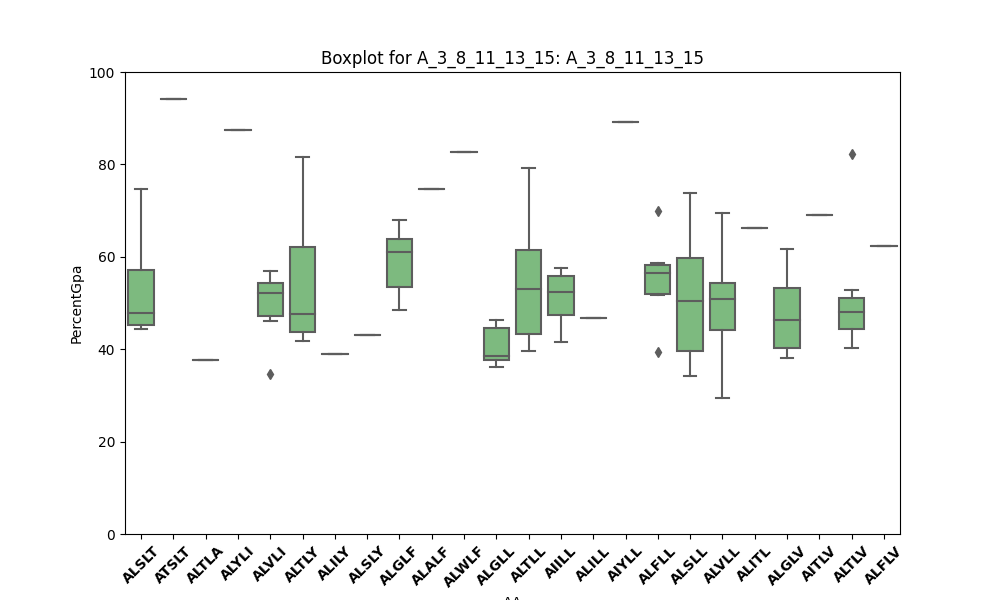 Boxplot for A_3_8_11_13_15: A_3_8_11_13_15
100
80
60
40
20
0
PercentGpa
ALSLT ATSLT ALTLA ALYLI ALVLI ALTLY ALILY ALSLY ALGLF ALALF ALWLF ALGLL ALTLL AIILL ALILL AIYLL ALFLL ALSLL ALVLL ALITL ALGLV AITLV ALTLV ALFLV
AA